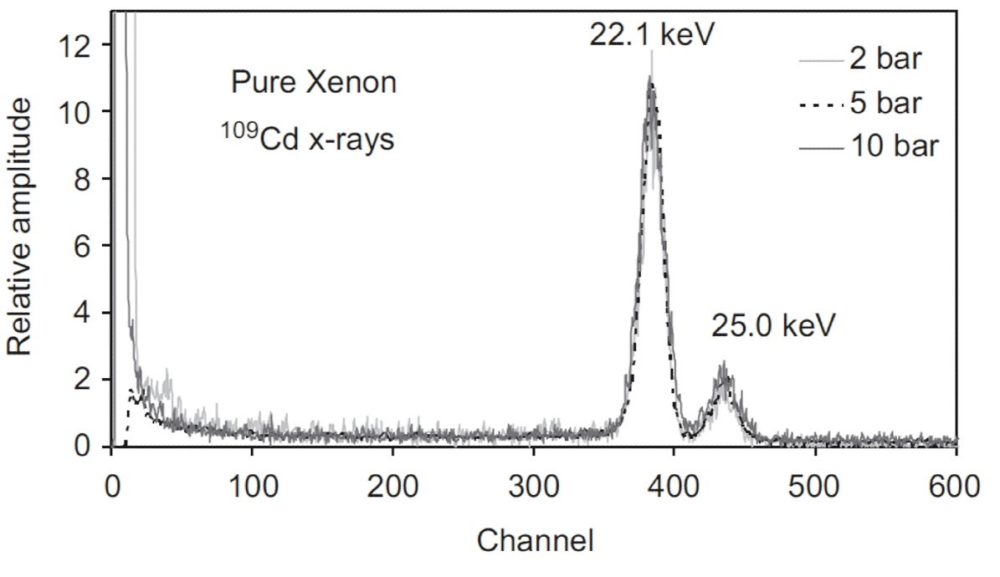 22.1 keV
12
2 bar
Pure Xenon
5 bar
10
¹⁰⁹Cd x-rays
10 bar
8
Relative amplitude
6
25.0 keV
4
2
0
0 100 200 300 400 500 600
Channel